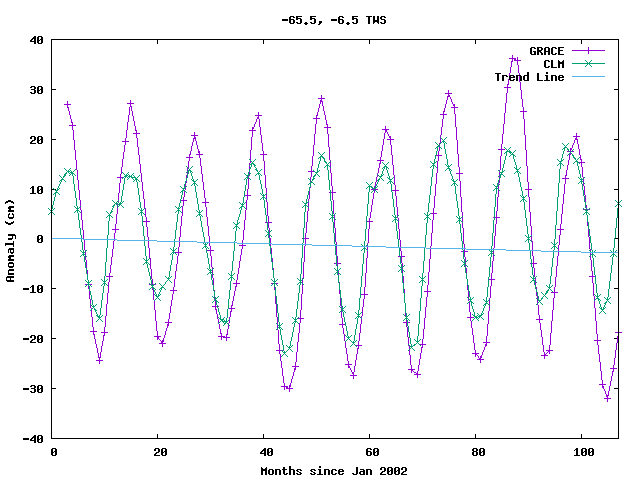 -65.5, -6.5 TWS
GRACE
CLM
Trend Line
Anomaly (cm)
40
30
20
10
0
-10
-20
-30
-40
0 20 40 60 80 100
Months since Jan 2002